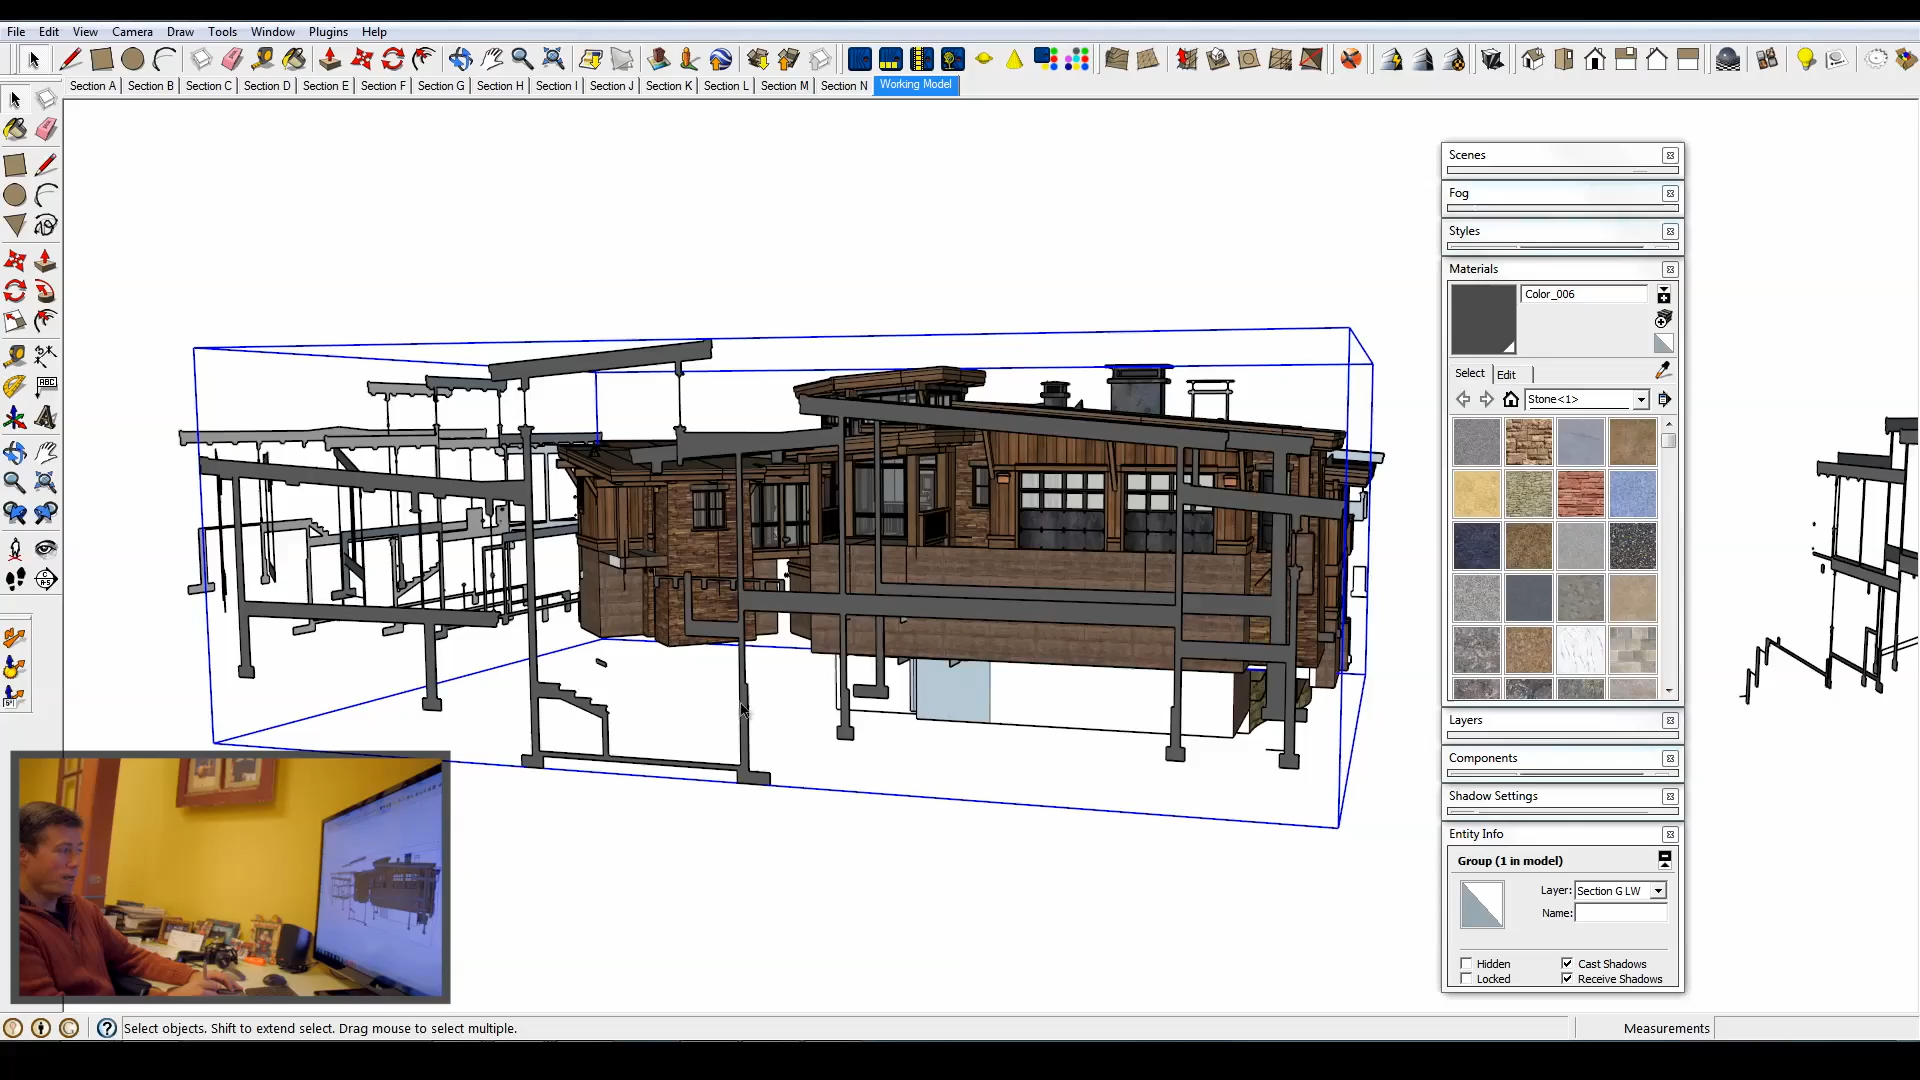 File Edit View Camera Draw Tools Window Plugins Help
Section A Section B Section C Section D Section E Section F Section G Section H Section I Section J Section K Section L Section M Section N Working Model
Scenes
Fog
Styles
Materials
Color_006
Select Edit
Stone<1>
ABC
Layers
Components
Shadow Settings
Entity Info
Group (1 in model)
Layer: Section G LW
Name:
Hidden Cast Shadows
Locked Receive Shadows
Select objects. Shift to extend select. Drag mouse to select multiple.
Measurements